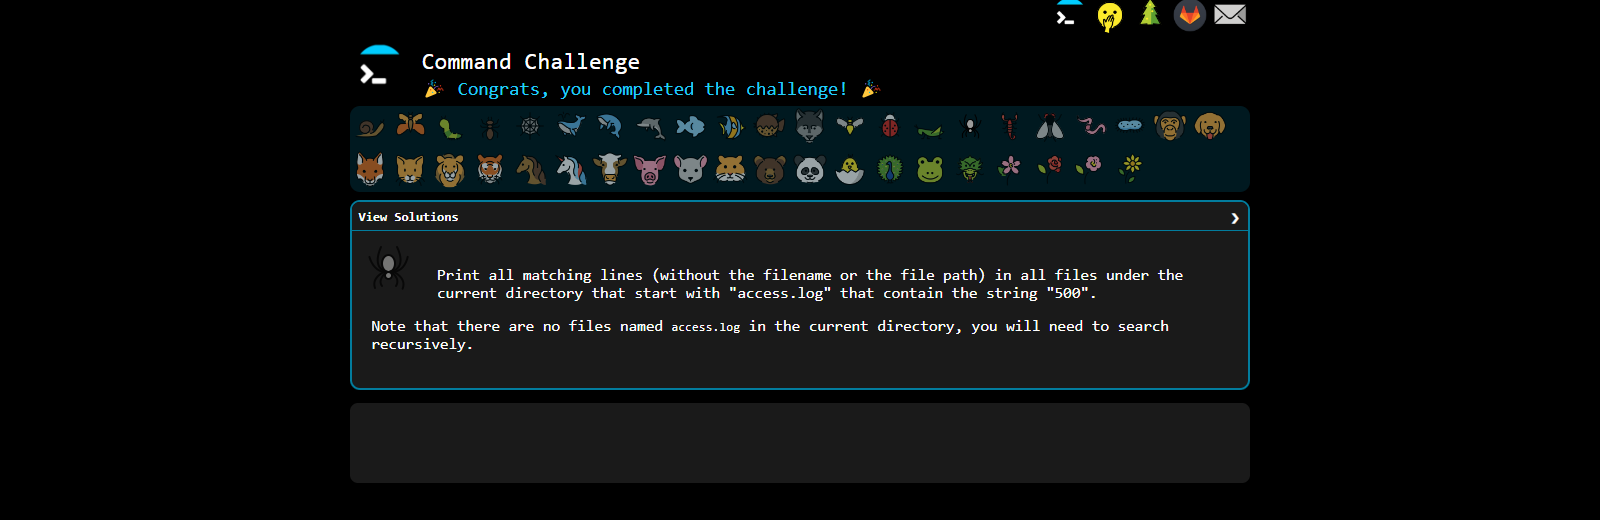 Command Challenge
Congrats, you completed the challenge!
View Solutions
Print all matching lines (without the filename or the file path) in all files under the
current directory that start with "access.log" that contain the string "500".
Note that there are no files named access.log in the current directory, you will need to search
recursively.